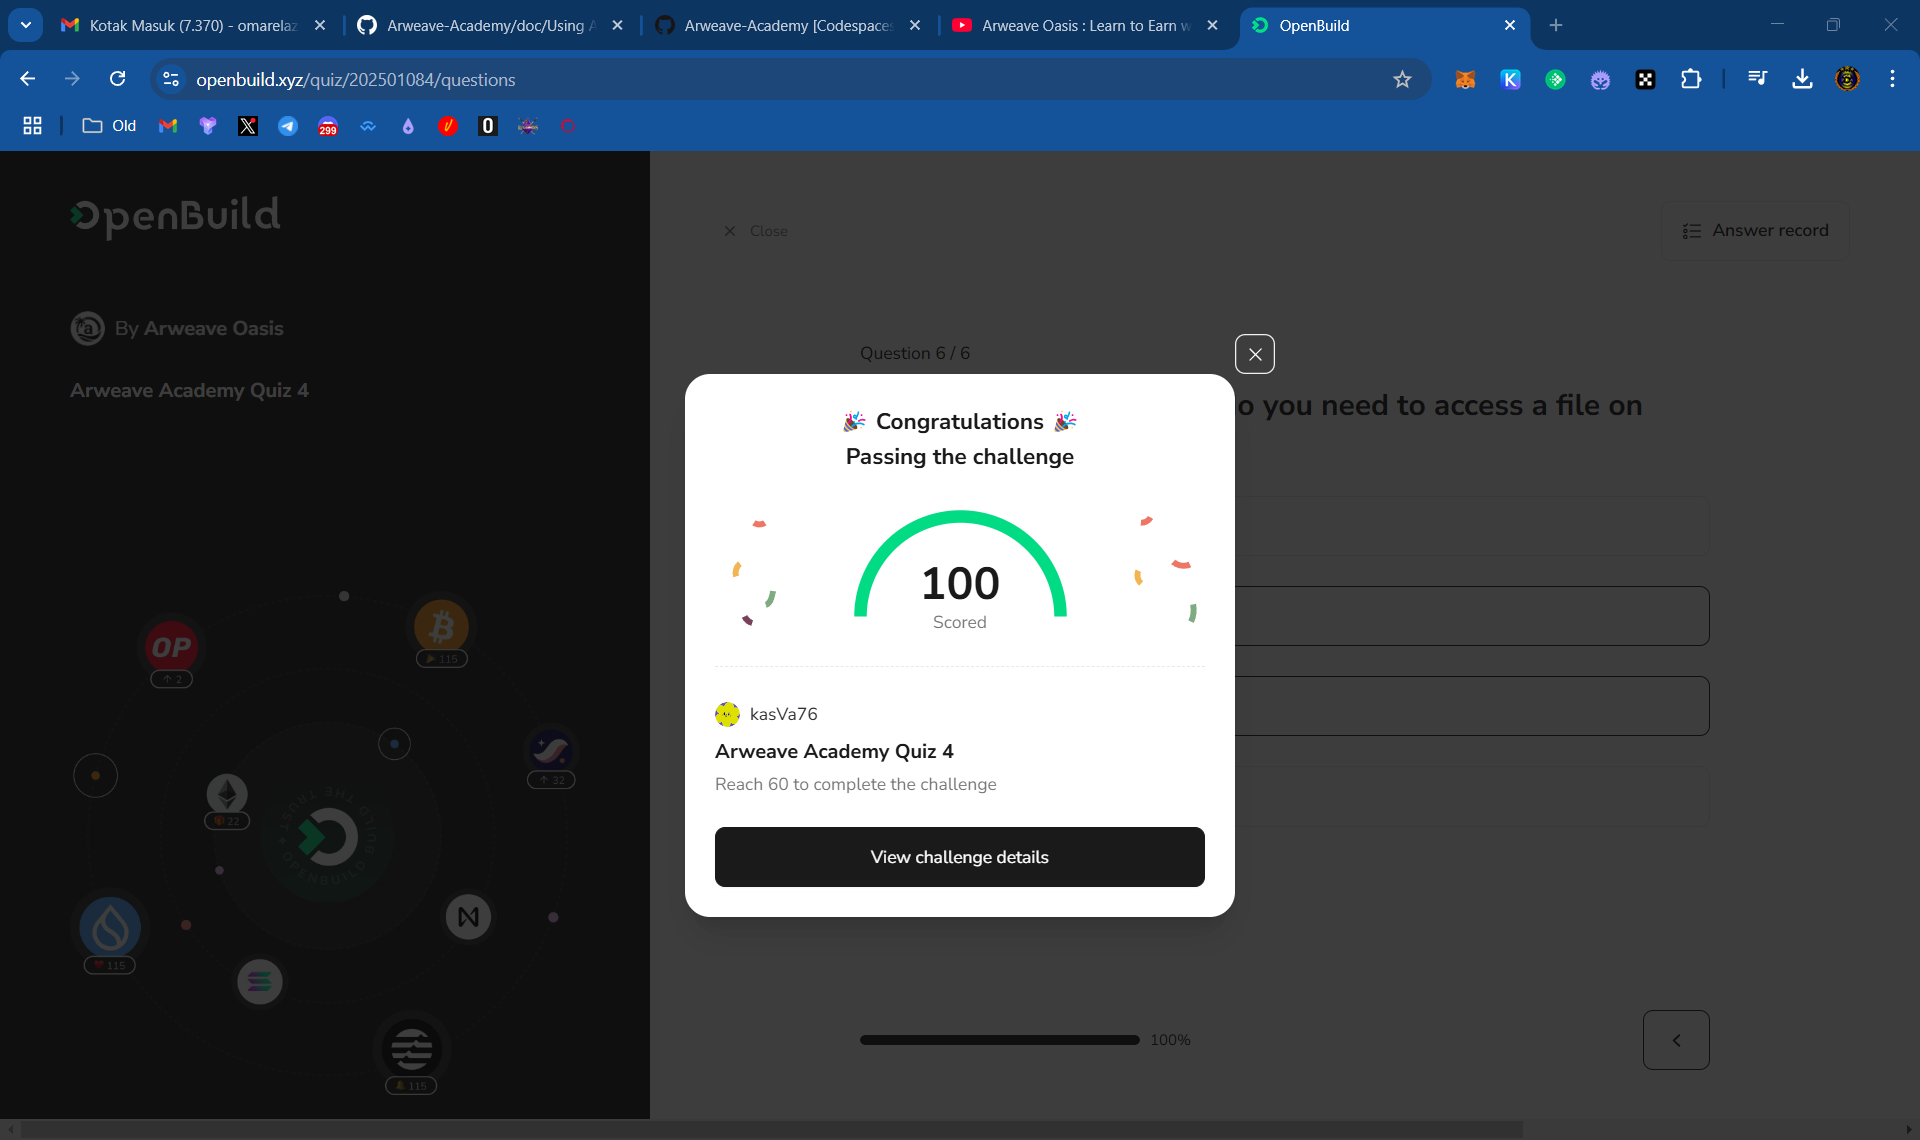 Kotak Masuk (7.370) - omarelaz
Arweave-Academy/doc/Using A
Arweave-Academy [Codespaces
Arweave Oasis : Learn to Earn w
OpenBuild
openbuild.xyz/quiz/202501084/questions
Old
299
OpenBuild
Close
Answer record
By Arweave Oasis
Question 6 / 6
Arweave Academy Quiz 4
o you need to access a file on
Congratulations
Passing the challenge
100
Scored
kasVa76
Arweave Academy Quiz 4
Reach 60 to complete the challenge
View challenge details
OP
2
115
32
22
115
115
100%